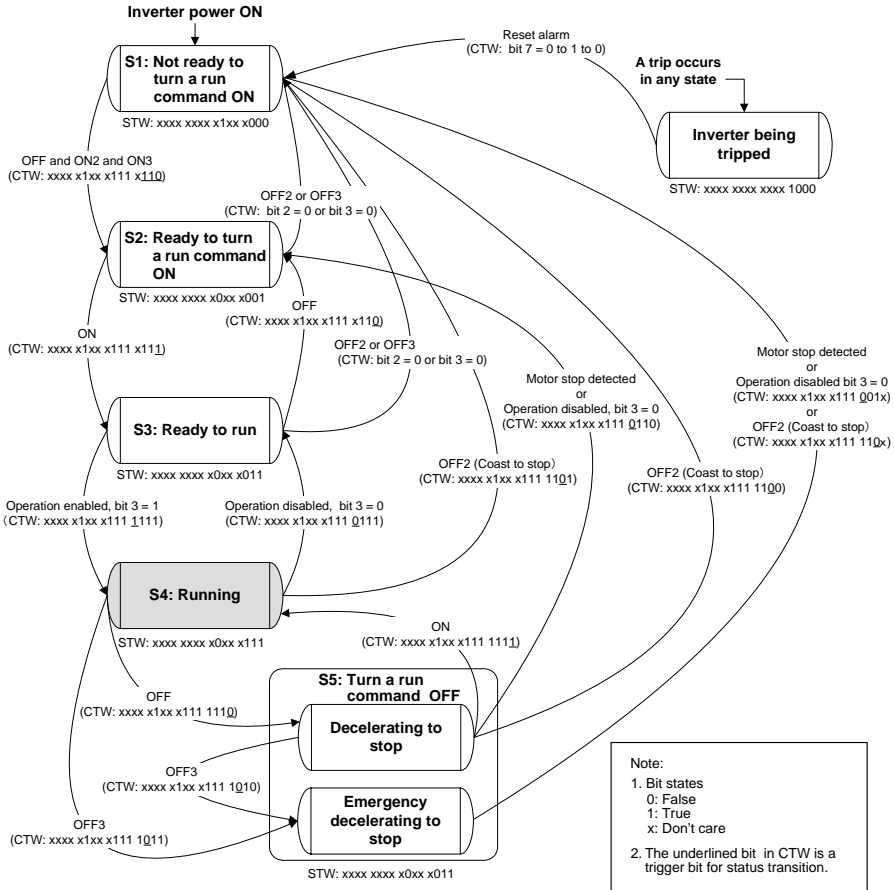 Inverter power ON
S1: Not ready to
turn a run
command ON
STW: xxxx xxxx x1xx x000
Reset alarm
(CTW: bit 7 = 0 to 1 to 0)
A trip occurs
in any state
Inverter being
tripped
STW: xxxx xxxx xxxx 1000
OFF and ON2 and ON3
(CTW: xxxx x1xx x111 x110)
OFF2 or OFF3
(CTW: bit 2 = 0 or bit 3 = 0)
S2: Ready to turn
a run command
ON
STW: xxxx xxxx x0xx x001
ON
(CTW: xxxx x1xx x111 x111)
OFF
(CTW: xxxx x1xx x111 x110)
OFF2 or OFF3
(CTW: bit 2 = 0 or bit 3 = 0)
Motor stop detected
or
Operation disabled, bit 3 = 0
(CTW: xxxx x1xx x111 0110)
Motor stop detected
or
Operation disabled bit 3 = 0
(CTW: xxxx x1xx x111 001x)
or
OFF2 (Coast to stop)
(CTW: xxxx x1xx x111 110x)
S3: Ready to run
STW: xxxx xxxx x0xx x011
OFF2 (Coast to stop)
(CTW: xxxx x1xx x111 1101)
OFF2 (Coast to stop)
(CTW: xxxx x1xx x111 1100)
Operation enabled, bit 3 = 1
(CTW: xxxx x1xx x111 1111)
Operation disabled, bit 3 = 0
(CTW: xxxx x1xx x111 0111)
S4: Running
STW: xxxx xxxx x0xx x111
ON
(CTW: xxxx x1xx x111 1111)
OFF
(CTW: xxxx x1xx x111 1110)
S5: Turn a run
command OFF
Decelerating to
stop
OFF3
(CTW: xxxx x1xx x111 1010)
Emergency
decelerating to
stop
OFF3
(CTW: xxxx x1xx x111 1011)
STW: xxxx xxxx x0xx x011
Note:
1. Bit states
0: False
1: True
x: Don't care
2. The underlined bit in CTW is a
trigger bit for status transition.